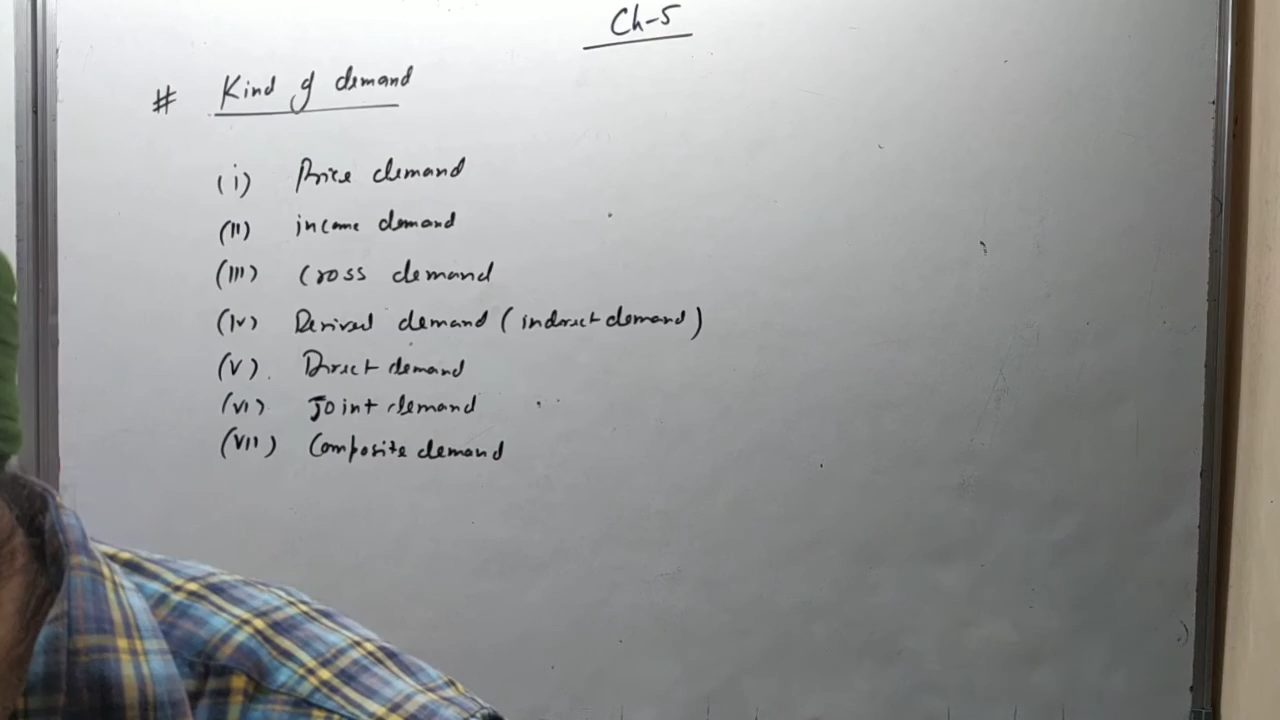 Ch-5
# Kind of demand
(i) Price demand
(II) income demand
(III) Cross demand
(IV) Derived demand (indirect demand)
(V). Direct demand
(VI) Joint demand
(VII) Composite demand